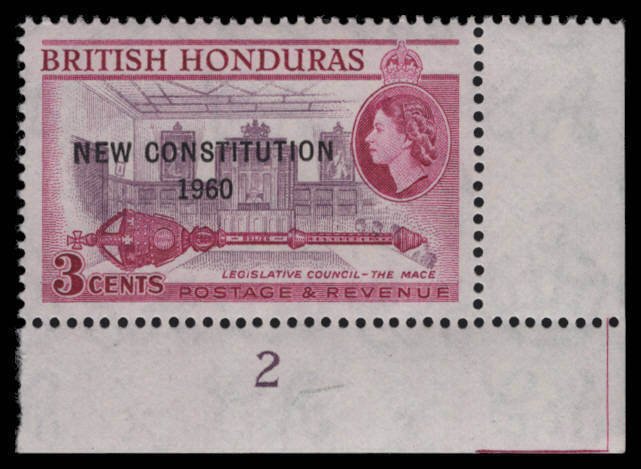 BRITISH HONDURAS
NEW CONSTITUTION
1960
LEGISLATIVE COUNCIL - THE MACE
3 CENTS
POSTAGE & REVENUE
2